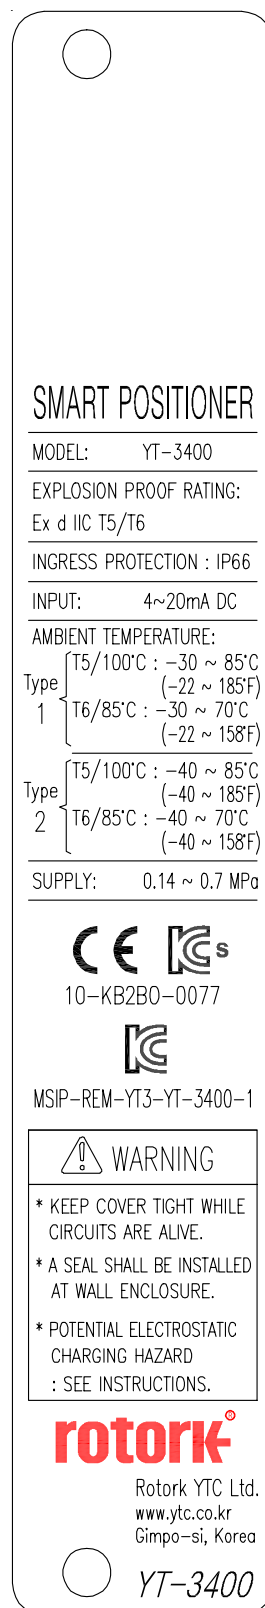 SMART POSITIONER
MODEL: YT-3400
EXPLOSION PROOF RATING:
Ex d IIC T5/T6
INGRESS PROTECTION : IP66
INPUT: 4~20mA DC
AMBIENT TEMPERATURE:
Type 1
T5/100°C : -30 ~ 85°C
(-22 ~ 185°F)
T6/85°C : -30 ~ 70°C
(-22 ~ 158°F)
Type 2
T5/100°C : -40 ~ 85°C
(-40 ~ 185°F)
T6/85°C : -40 ~ 70°C
(-40 ~ 158°F)
SUPPLY: 0.14 ~ 0.7 MPa
CE KC s
10-KB2BO-0077
KC
MSIP-REM-YT3-YT-3400-1
WARNING
* KEEP COVER TIGHT WHILE
CIRCUITS ARE ALIVE.
* A SEAL SHALL BE INSTALLED
AT WALL ENCLOSURE.
* POTENTIAL ELECTROSTATIC
CHARGING HAZARD
: SEE INSTRUCTIONS.
rotork®
Rotork YTC Ltd.
www.ytc.co.kr
Gimpo-si, Korea
YT-3400